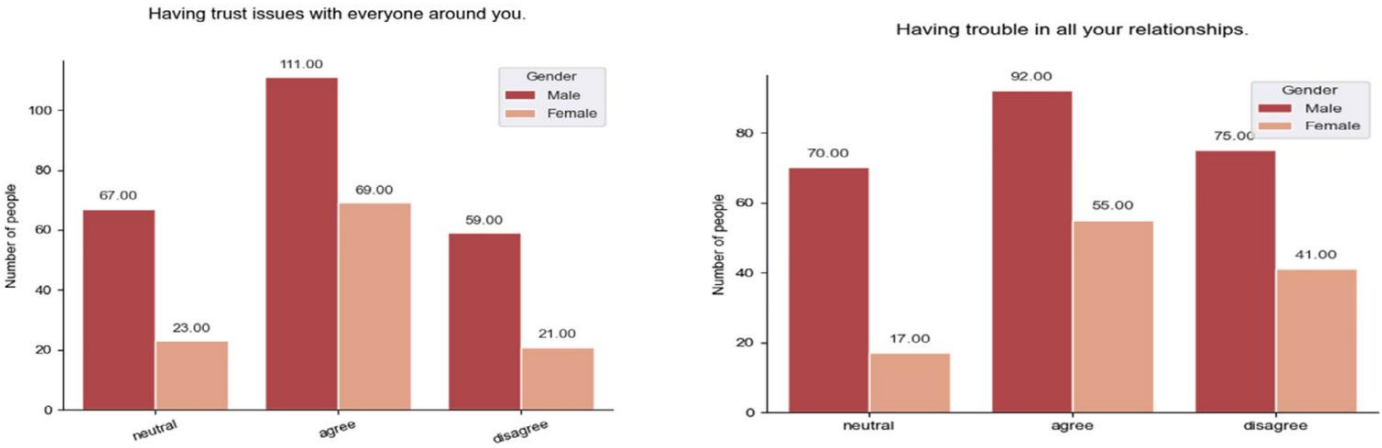 Having trust issues with everyone around you.
Number of people
100
80
60
40
20
0
67.00
23.00
111.00
69.00
59.00
21.00
Gender
Male
Female
neutral
agree
disagree
Having trouble in all your relationships.
Number of people
80
60
40
20
0
70.00
17.00
92.00
55.00
75.00
41.00
Gender
Male
Female
neutral
agree
disagree